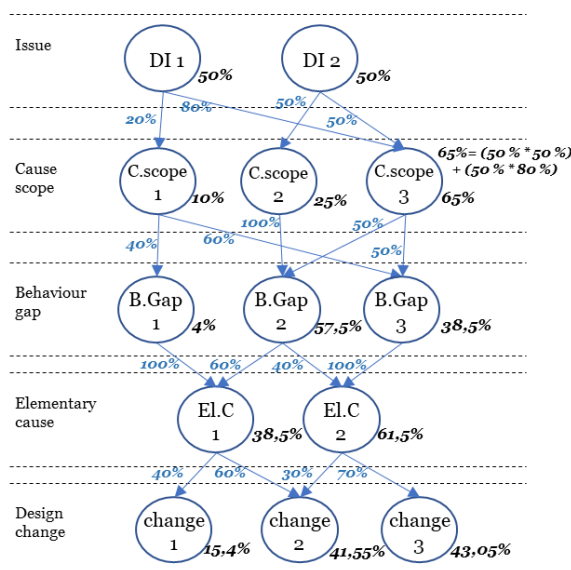 Issue
DI 1
50%
DI 2
50%
20%
80%
50%
50%
Cause
scope
C.scope
1
10%
C.scope
2
25%
C.scope
3
65%
65%= (50 % *50 %)
+ (50 % *80 %)
40%
60%
100%
50%
50%
Behaviour
gap
B.Gap
1
4%
B.Gap
2
57,5%
B.Gap
3
38,5%
100%
60%
40%
100%
Elementary
cause
El.C
1
38,5%
El.C
2
61,5%
40%
60%
30%
70%
Design
change
change
1
15,4%
change
2
41,55%
change
3
43,05%